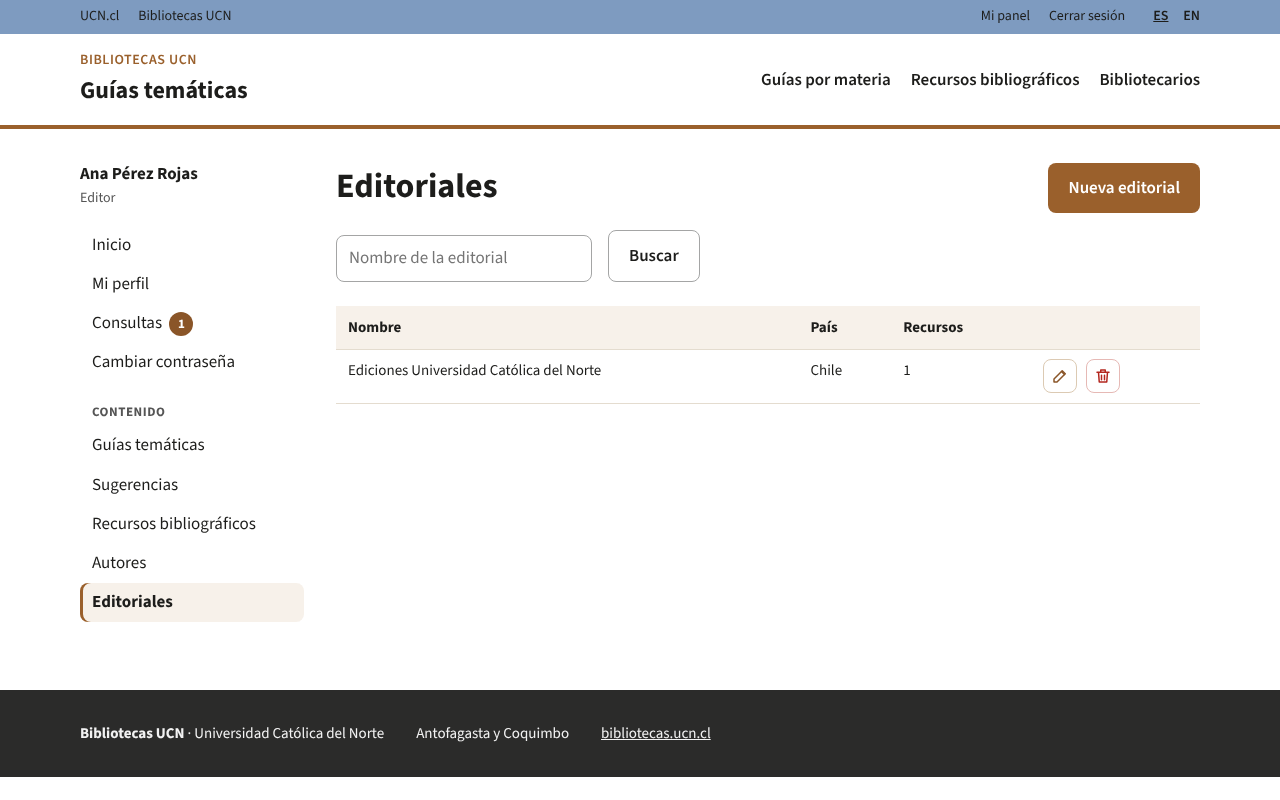 UCN.cl Bibliotecas UCN Mi panel Cerrar sesión ES EN
BIBLIOTECAS UCN
Guías temáticas
Guías por materia Recursos bibliográficos Bibliotecarios
Ana Pérez Rojas
Editor
Inicio
Mi perfil
Consultas 1
Cambiar contraseña
CONTENIDO
Guías temáticas
Sugerencias
Recursos bibliográficos
Autores
Editoriales
Editoriales
Nueva editorial
Nombre de la editorial Buscar
Nombre País Recursos
Ediciones Universidad Católica del Norte Chile 1
Bibliotecas UCN · Universidad Católica del Norte Antofagasta y Coquimbo bibliotecas.ucn.cl